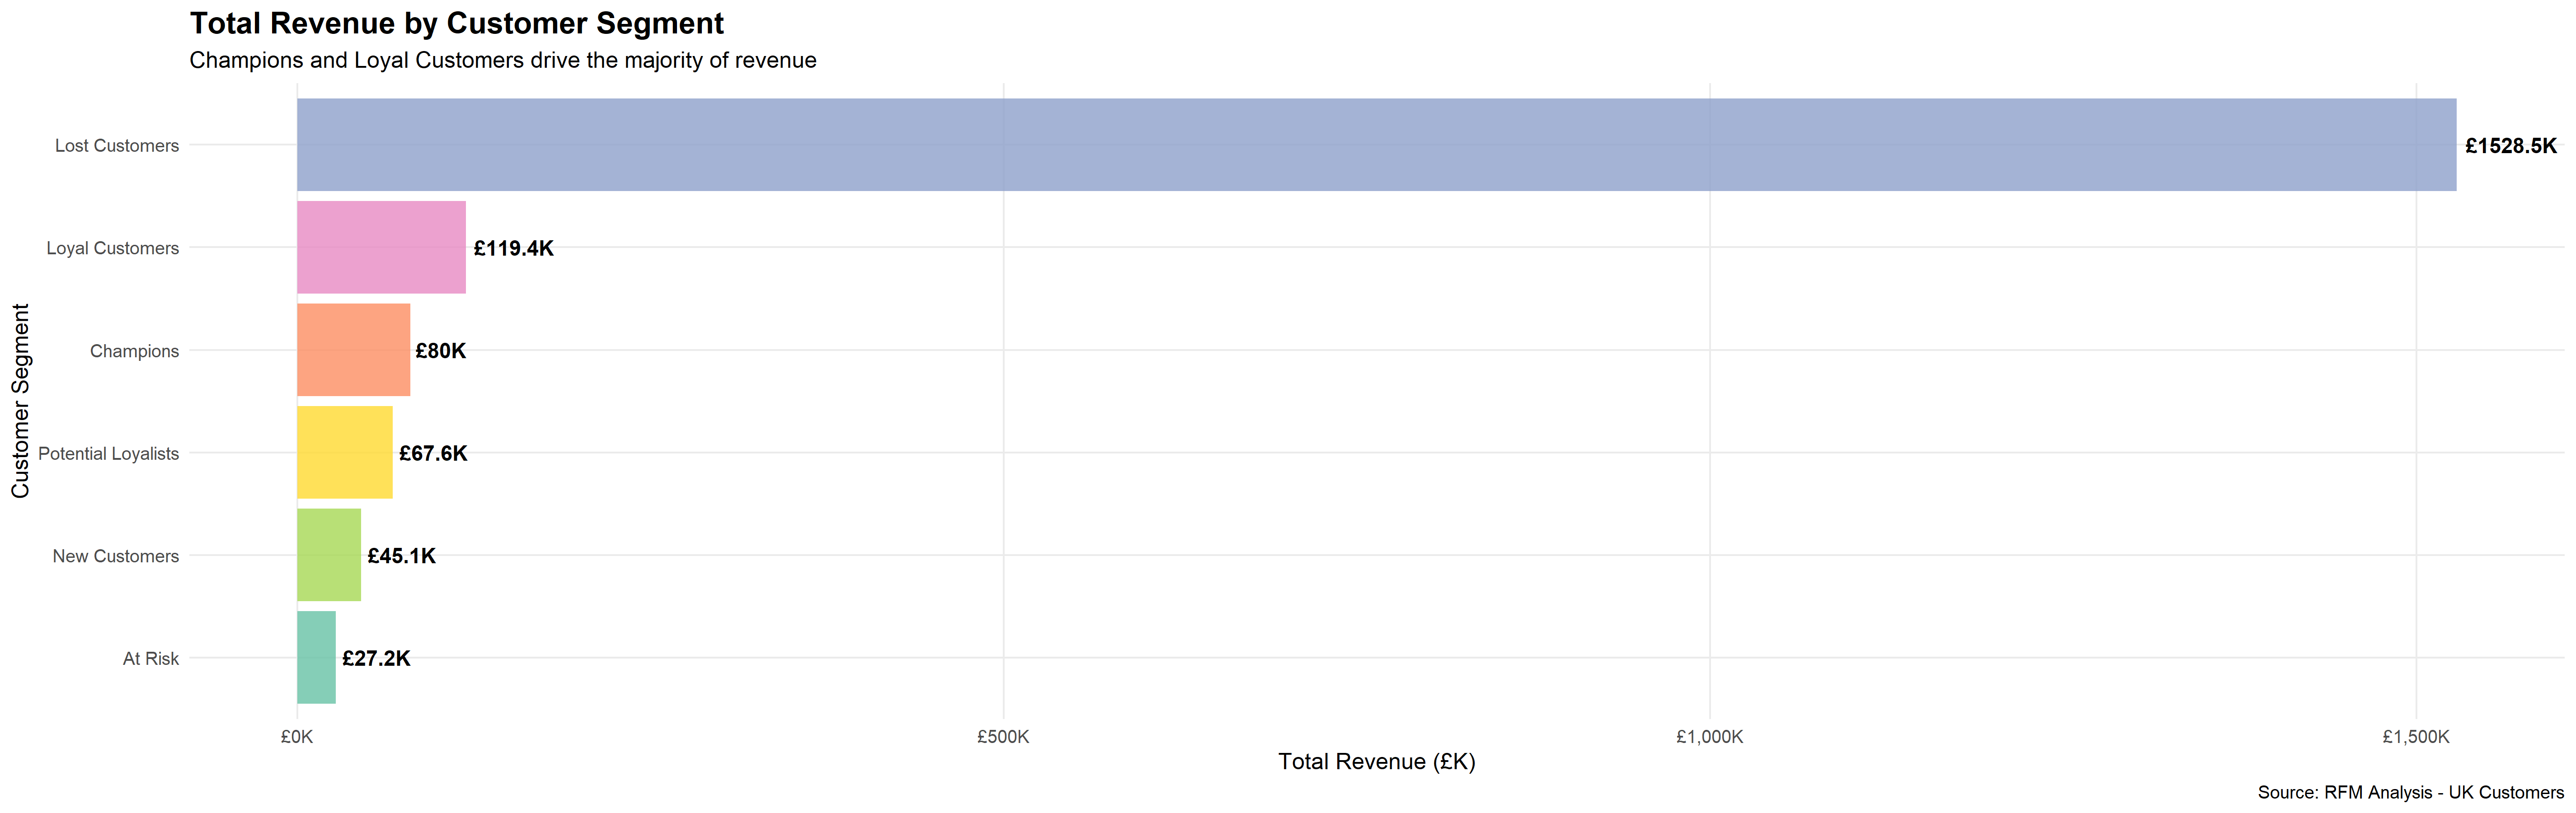 Total Revenue by Customer Segment
Champions and Loyal Customers drive the majority of revenue
Customer Segment
Lost Customers £1528.5K
Loyal Customers £119.4K
Champions £80K
Potential Loyalists £67.6K
New Customers £45.1K
At Risk £27.2K
£0K £500K £1,000K £1,500K
Total Revenue (£K)
Source: RFM Analysis - UK Customers